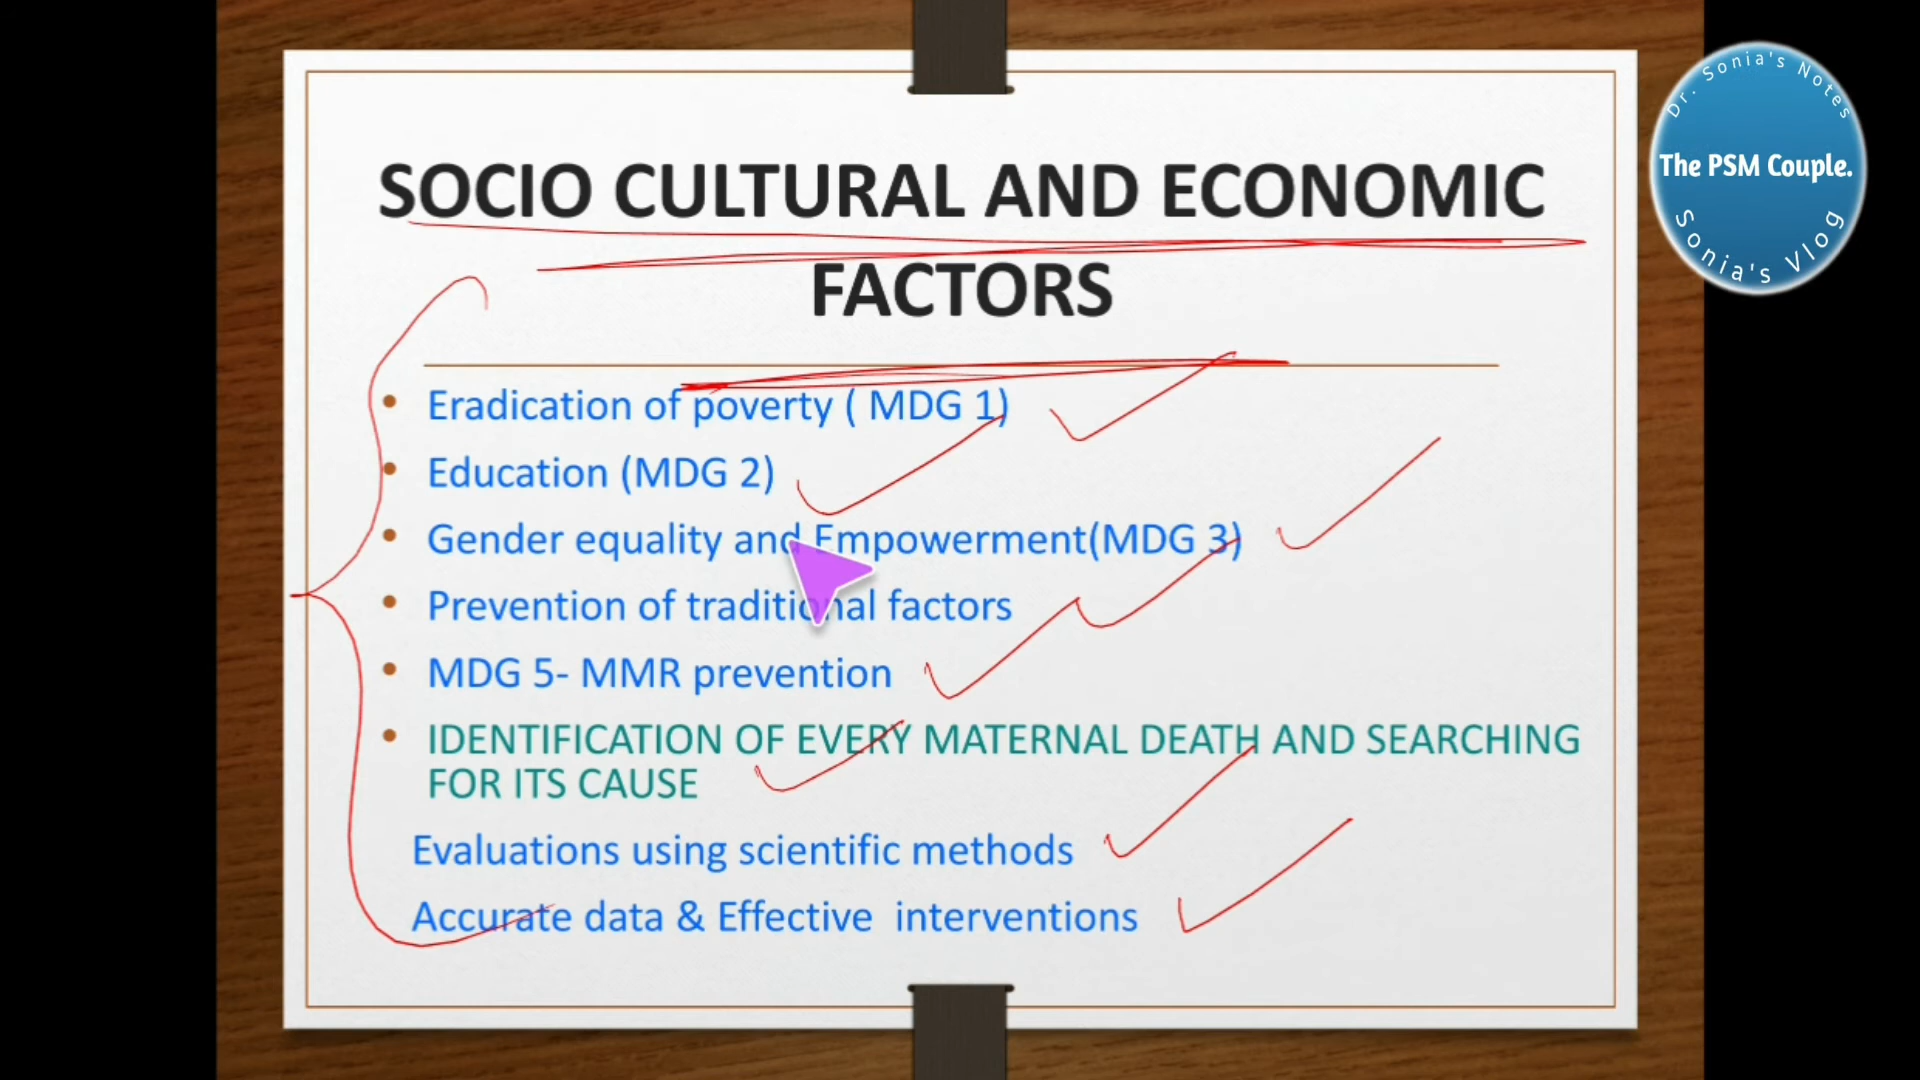 SOCIO CULTURAL AND ECONOMIC
FACTORS
• Eradication of poverty ( MDG 1)
• Education (MDG 2)
• Gender equality and Empowerment(MDG 3)
• Prevention of traditional factors
• MDG 5- MMR prevention
• IDENTIFICATION OF EVERY MATERNAL DEATH AND SEARCHING
FOR ITS CAUSE
Evaluations using scientific methods
Accurate data & Effective interventions
Dr. Sonia's Notes
The PSM Couple.
Sonia's Vlog